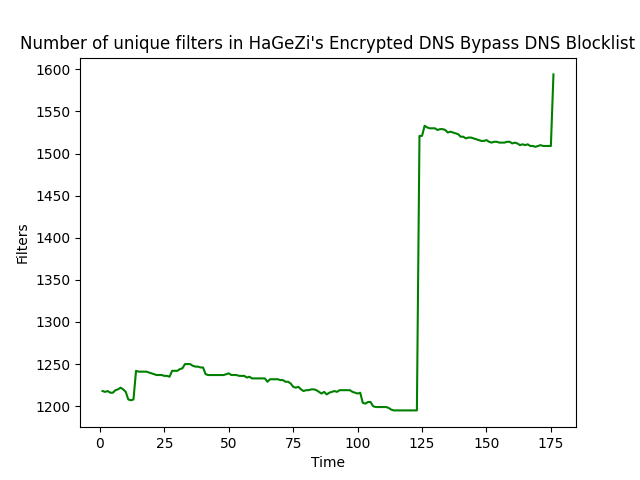 Number of unique filters in HaGeZi's Encrypted DNS Bypass DNS Blocklist
1600
1550
1500
1450
1400
1350
1300
1250
1200
Filters
0 25 50 75 100 125 150 175
Time